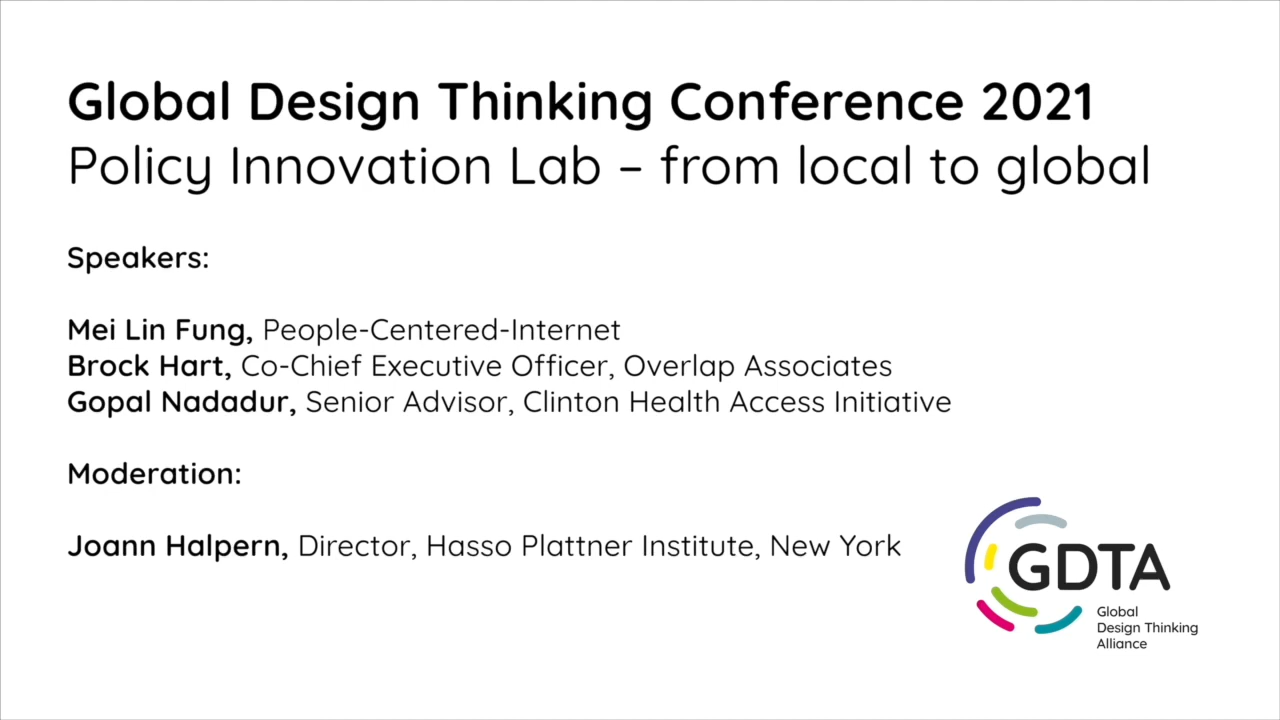 Global Design Thinking Conference 2021
Policy Innovation Lab – from local to global
Speakers:
Mei Lin Fung, People-Centered-Internet
Brock Hart, Co-Chief Executive Officer, Overlap Associates
Gopal Nadadur, Senior Advisor, Clinton Health Access Initiative
Moderation:
Joann Halpern, Director, Hasso Plattner Institute, New York
GDTA
Global
Design Thinking
Alliance